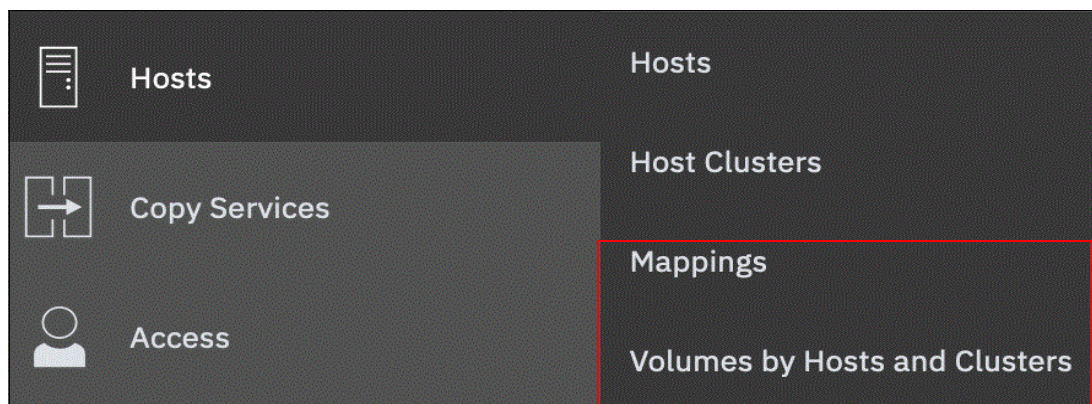 Hosts
Copy Services
Access
Hosts
Host Clusters
Mappings
Volumes by Hosts and Clusters